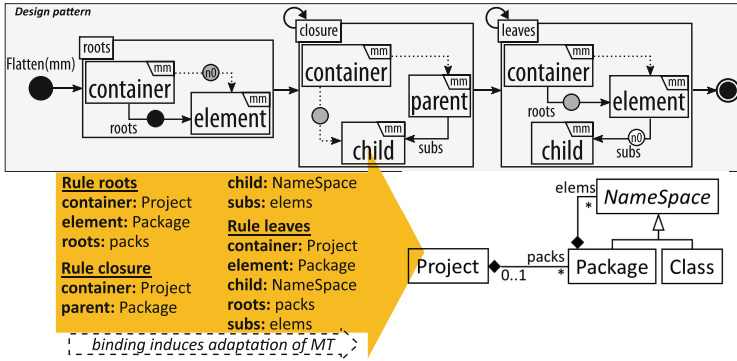 Design pattern
Flatten(mm)
roots
container
mm
n0
roots
element
mm
closure
container
mm
parent
mm
child
mm
subs
leaves
container
mm
roots
element
mm
child
mm
n0
subs
Rule roots
container: Project
element: Package
roots: packs
Rule closure
container: Project
parent: Package
child: NameSpace
subs: elems
Rule leaves
container: Project
element: Package
child: NameSpace
roots: packs
subs: elems
binding induces adaptation of MT
elems
*
NameSpace
Project
0..1
packs
*
Package
Class